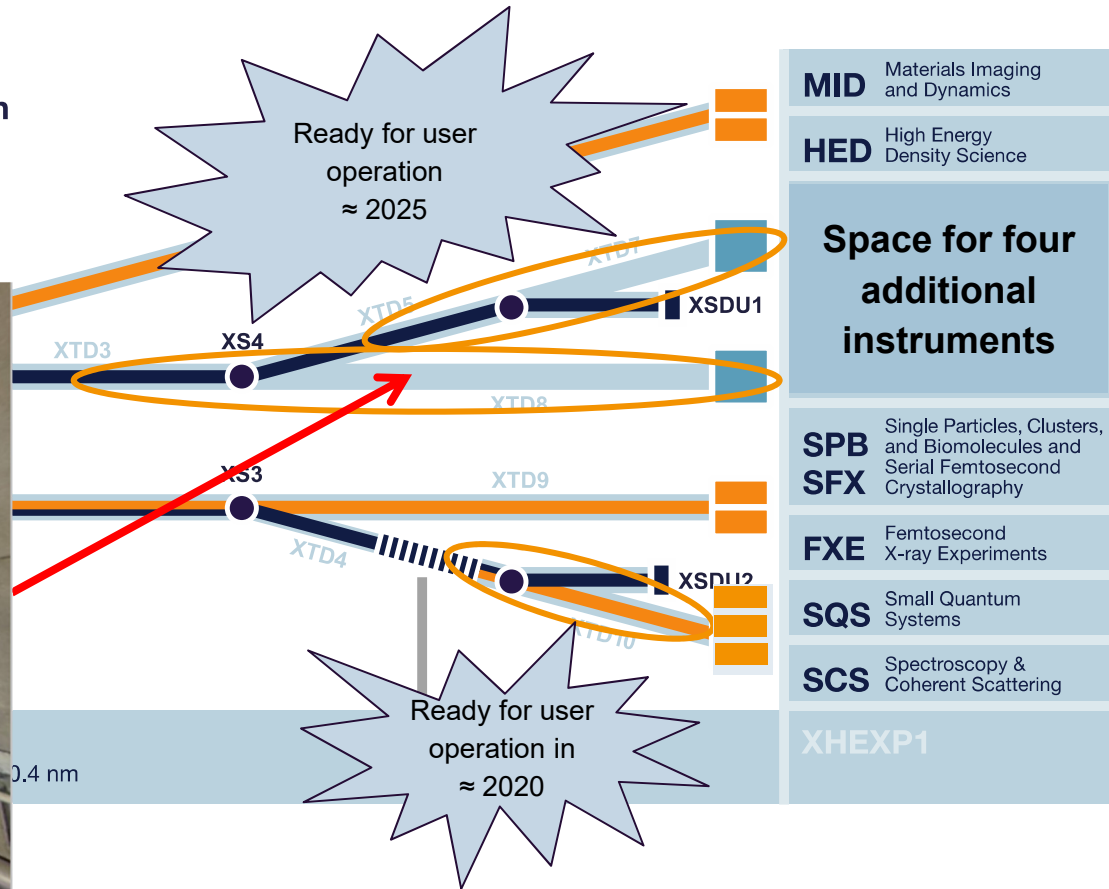 MID Materials Imaging
and Dynamics
HED High Energy
Density Science
Ready for user
operation
≈ 2025
Space for four
additional
instruments
XTD7
XTD5
XSDU1
XTD3
XS4
XTD8
SPB Single Particles, Clusters,
and Biomolecules and
SFX Serial Femtosecond
Crystallography
XS3
XTD9
FXE Femtosecond
X-ray Experiments
XTD4
XSDU2
SQS Small Quantum
Systems
XTD10
SCS Spectroscopy &
Coherent Scattering
Ready for user
operation in
≈ 2020
XHEXP1
0.4 nm